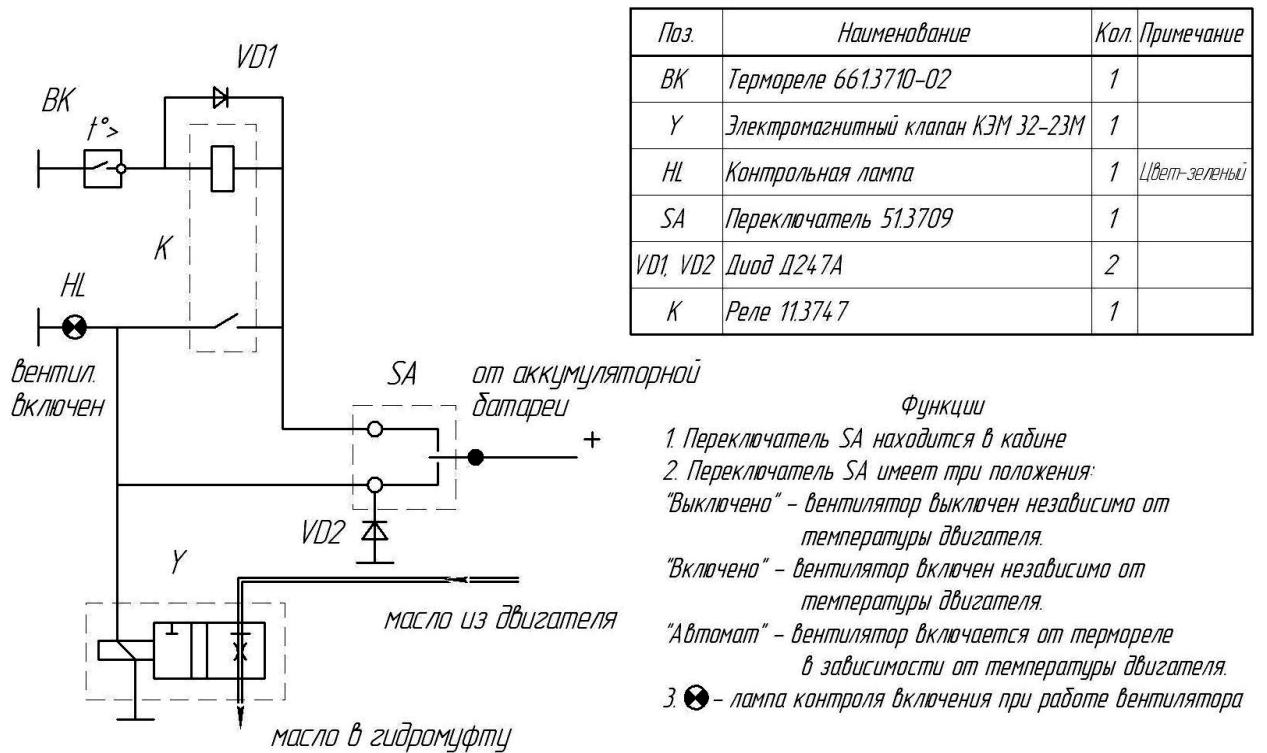 VD1
BK
t°>
K
HL
вентил.
включен
SA
от аккумуляторной
батареи
+
VD2
Y
масло из двигателя
масло в гидромуфту
Поз. Наименование Кол. Примечание
BK Термореле 661.3710-02 1
Y Электромагнитный клапан КЭМ 32-23М 1
HL Контрольная лампа 1 Цвет-зеленый
SA Переключатель 51.3709 1
VD1, VD2 Диод Д247А 2
K Реле 11.3747 1
Функции
1. Переключатель SA находится в кабине
2. Переключатель SA имеет три положения:
"Выключено" - вентилятор выключен независимо от
температуры двигателя.
"Включено" - вентилятор включен независимо от
температуры двигателя.
"Автомат" - вентилятор включается от термореле
в зависимости от температуры двигателя.
3. - лампа контроля включения при работе вентилятора